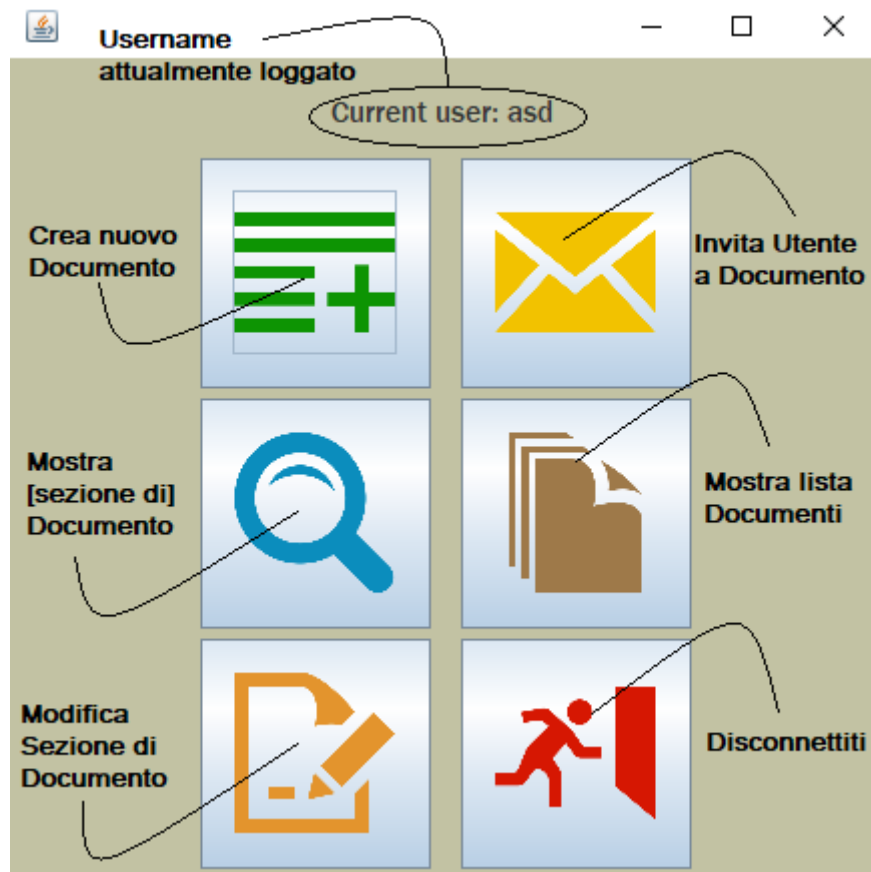 Username
attualmente loggato
Current user: asd
Crea nuovo
Documento
Invita Utente
a Documento
Mostra
[sezione di]
Documento
Mostra lista
Documenti
Modifica
Sezione di
Documento
Disconnettiti